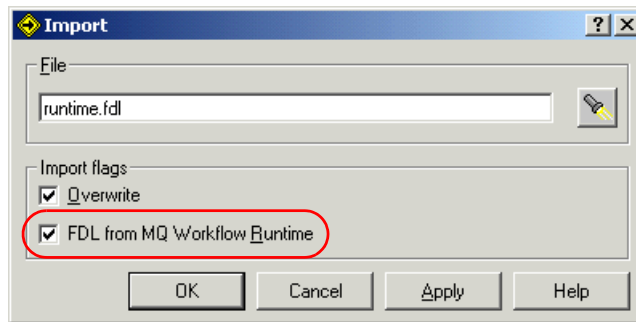 Import
File
runtime.fdl
Import flags
Overwrite
FDL from MQ Workflow Runtime
OK Cancel Apply Help